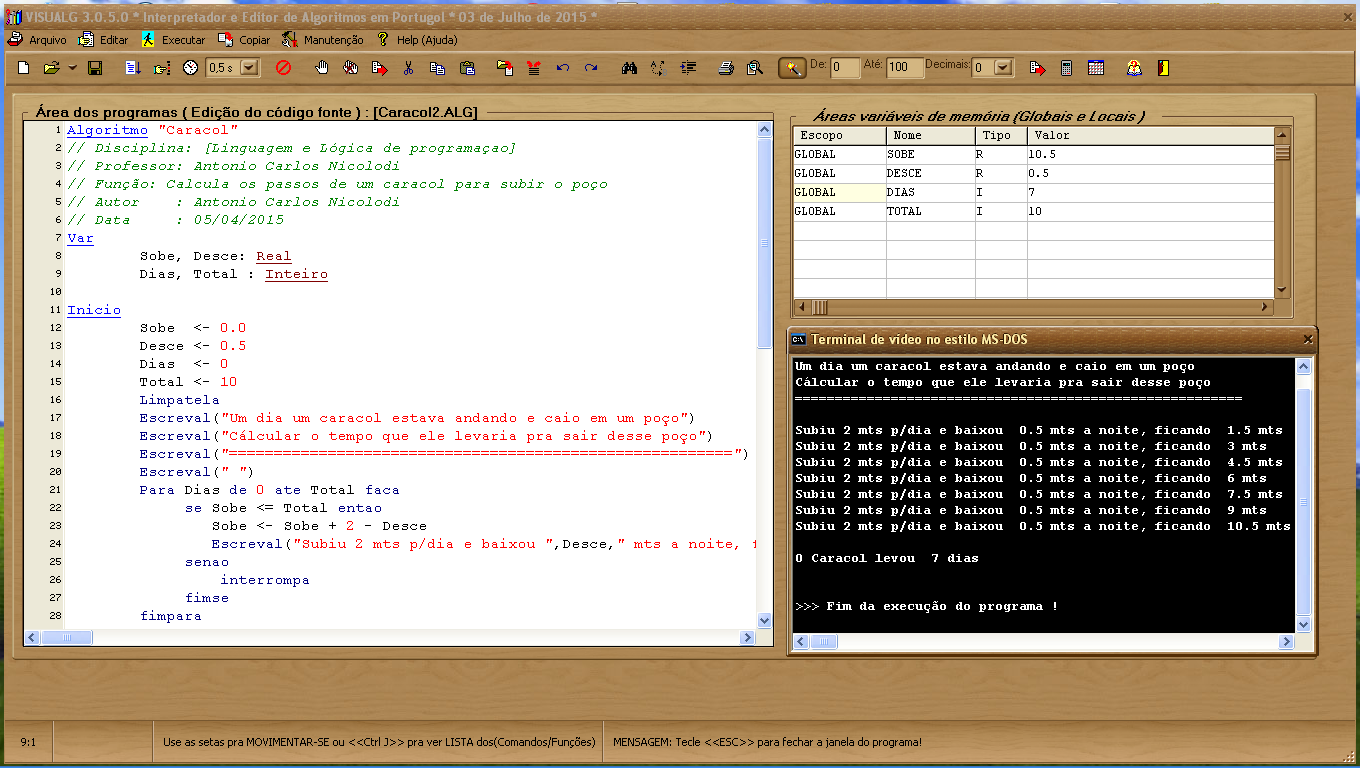 VISUALG 3.0.5.0 * Interpretador e Editor de Algoritmos em Portugol * 03 de Julho de 2015 *
Arquivo Editar Executar Copiar Manutenção Help (Ajuda)
0,5 s De: 0 Até: 100 Decimais: 0
Área dos programas ( Edição do código fonte ) : [Caracol2.ALG]
1 Algoritmo "Caracol"
2 // Disciplina: [Linguagem e Lógica de programaçao]
3 // Professor: Antonio Carlos Nicolodi
4 // Função: Calcula os passos de um caracol para subir o poço
5 // Autor : Antonio Carlos Nicolodi
6 // Data : 05/04/2015
7 Var
8 Sobe, Desce: Real
9 Dias, Total : Inteiro
10
11 Inicio
12 Sobe <- 0.0
13 Desce <- 0.5
14 Dias <- 0
15 Total <- 10
16 Limpatela
17 Escreval("Um dia um caracol estava andando e caio em um poço")
18 Escreval("Cálcular o tempo que ele levaria pra sair desse poço")
19 Escreval("========================================================")
20 Escreval(" ")
21 Para Dias de 0 ate Total faca
22 se Sobe <= Total entao
23 Sobe <- Sobe + 2 - Desce
24 Escreval("Subiu 2 mts p/dia e baixou ",Desce," mts a noite, f
25 senao
26 interrompa
27 fimse
28 fimpara
Áreas variáveis de memória (Globais e Locais )
Escopo Nome Tipo Valor
GLOBAL SOBE R 10.5
GLOBAL DESCE R 0.5
GLOBAL DIAS I 7
GLOBAL TOTAL I 10
Terminal de vídeo no estilo MS-DOS
Um dia um caracol estava andando e caio em um poço
Cálcular o tempo que ele levaria pra sair desse poço
========================================================
Subiu 2 mts p/dia e baixou 0.5 mts a noite, ficando 1.5 mts
Subiu 2 mts p/dia e baixou 0.5 mts a noite, ficando 3 mts
Subiu 2 mts p/dia e baixou 0.5 mts a noite, ficando 4.5 mts
Subiu 2 mts p/dia e baixou 0.5 mts a noite, ficando 6 mts
Subiu 2 mts p/dia e baixou 0.5 mts a noite, ficando 7.5 mts
Subiu 2 mts p/dia e baixou 0.5 mts a noite, ficando 9 mts
Subiu 2 mts p/dia e baixou 0.5 mts a noite, ficando 10.5 mts
O Caracol levou 7 dias
>>> Fim da execução do programa !
9:1 Use as setas pra MOVIMENTAR-SE ou <<Ctrl J>> pra ver LISTA dos(Comandos/Funções) MENSAGEM: Tecle <<ESC>> para fechar a janela do programa!